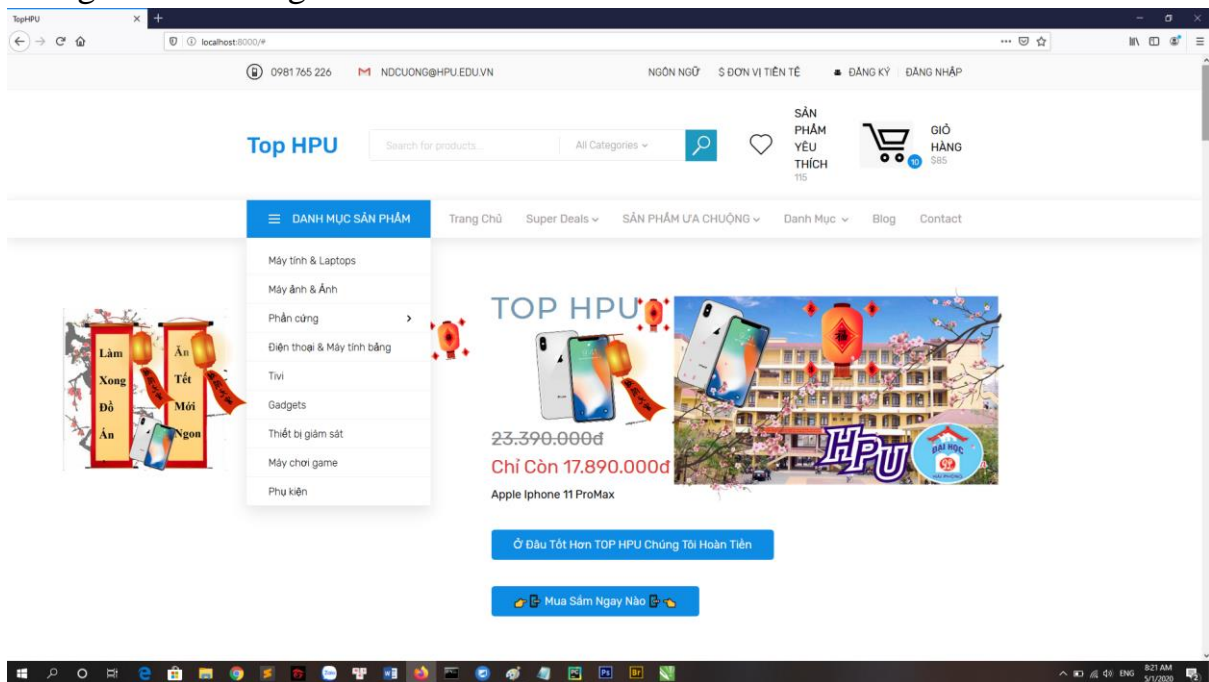 TopHPU
localhost:8000/#
0981 765 226
NDCUONG@HPU.EDU.VN
NGÔN NGỮ
$ ĐƠN VỊ TIỀN TỆ
ĐĂNG KÝ
ĐĂNG NHẬP
Top HPU
Search for products...
All Categories
SẢN
PHẨM
YÊU
THÍCH
115
10
GIỎ
HÀNG
$85
DANH MỤC SẢN PHẨM
Trang Chủ
Super Deals
SẢN PHẨM ƯA CHUỘNG
Danh Mục
Blog
Contact
Máy tính & Laptops
Máy ảnh & Ảnh
Phần cứng
Điện thoại & Máy tính bảng
Tivi
Gadgets
Thiết bị giám sát
Máy chơi game
Phụ kiện
Làm
Xong
Đồ
Án
Ăn
Tết
Mới
Ngon
TOP HPU
23.390.000đ
Chỉ Còn 17.890.000đ
Apple Iphone 11 ProMax
HPU
ĐẠI HỌC
Ở Đâu Tốt Hơn TOP HPU Chúng Tôi Hoàn Tiền
Mua Sắm Ngay Nào
ENG
8:21 AM
5/1/2020